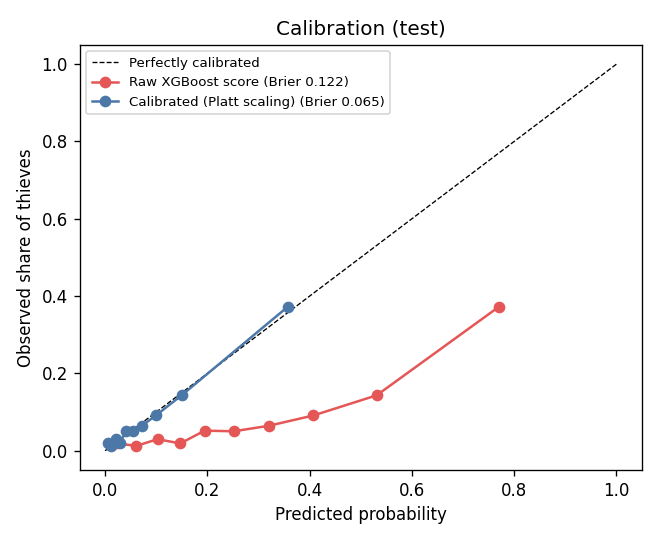 Calibration (test)
Perfectly calibrated
Raw XGBoost score (Brier 0.122)
Calibrated (Platt scaling) (Brier 0.065)
Observed share of thieves
1.0
0.8
0.6
0.4
0.2
0.0
0.0 0.2 0.4 0.6 0.8 1.0
Predicted probability